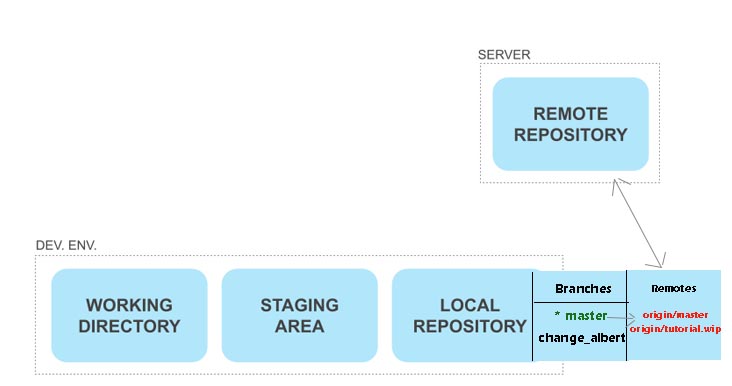 SERVER
REMOTE
REPOSITORY
DEV. ENV.
WORKING
DIRECTORY
STAGING
AREA
LOCAL
REPOSITORY
Branches
* master
change_albert
Remotes
origin/master
origin/tutorial.wip